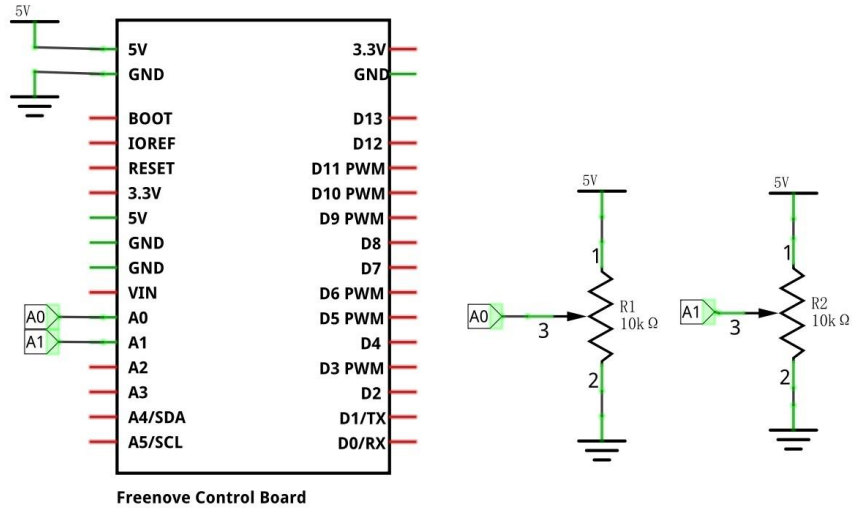 5V
5V 3.3V
GND GND
BOOT D13
IOREF D12
RESET D11 PWM
3.3V D10 PWM
5V D9 PWM
GND D8
GND D7
VIN D6 PWM
A0 A0 D5 PWM
A1 A1 D4
A2 D3 PWM
A3 D2
A4/SDA D1/TX
A5/SCL D0/RX
Freenove Control Board
5V
1
A0
3
R1
10kΩ
2
5V
1
A1
3
R2
10kΩ
2